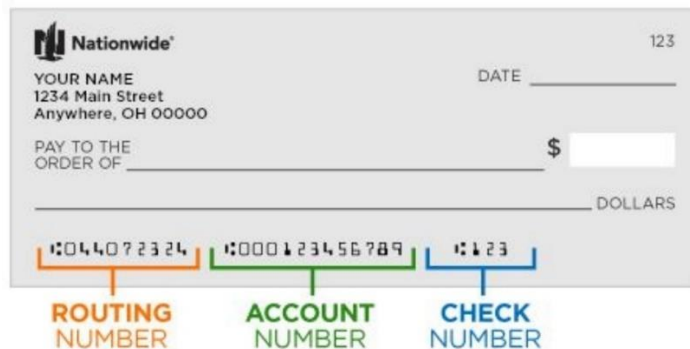 Nationwide®
123
YOUR NAME
1234 Main Street
Anywhere, OH 00000
DATE
PAY TO THE
ORDER OF
$
DOLLARS
⑆044072324 ⑆000123456789 ⑆123
ROUTING ACCOUNT CHECK
NUMBER NUMBER NUMBER